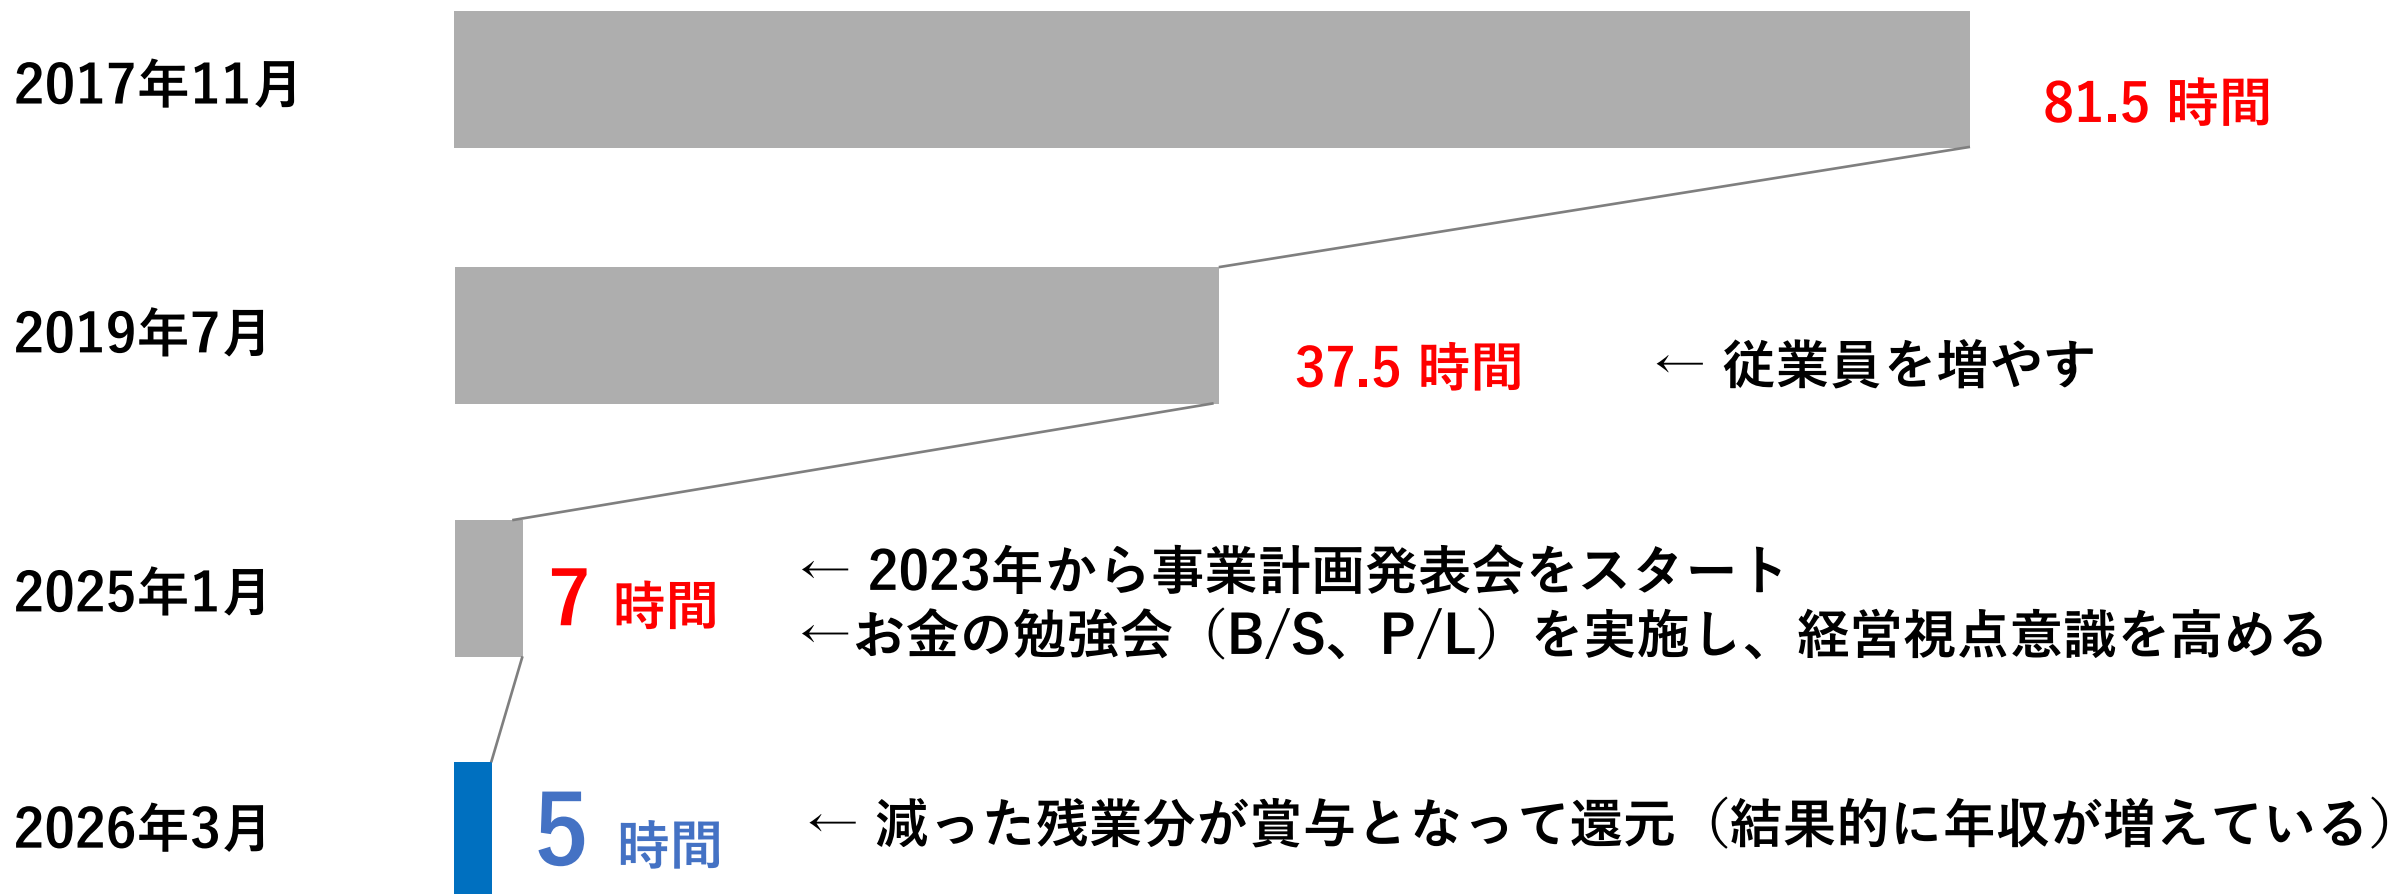 2017年11月
81.5 時間
2019年7月
37.5 時間 ← 従業員を増やす
2025年1月
7 時間
← 2023年から事業計画発表会をスタート
←お金の勉強会（B/S、P/L）を実施し、経営視点意識を高める
2026年3月
5 時間 ← 減った残業分が賞与となって還元（結果的に年収が増えている）